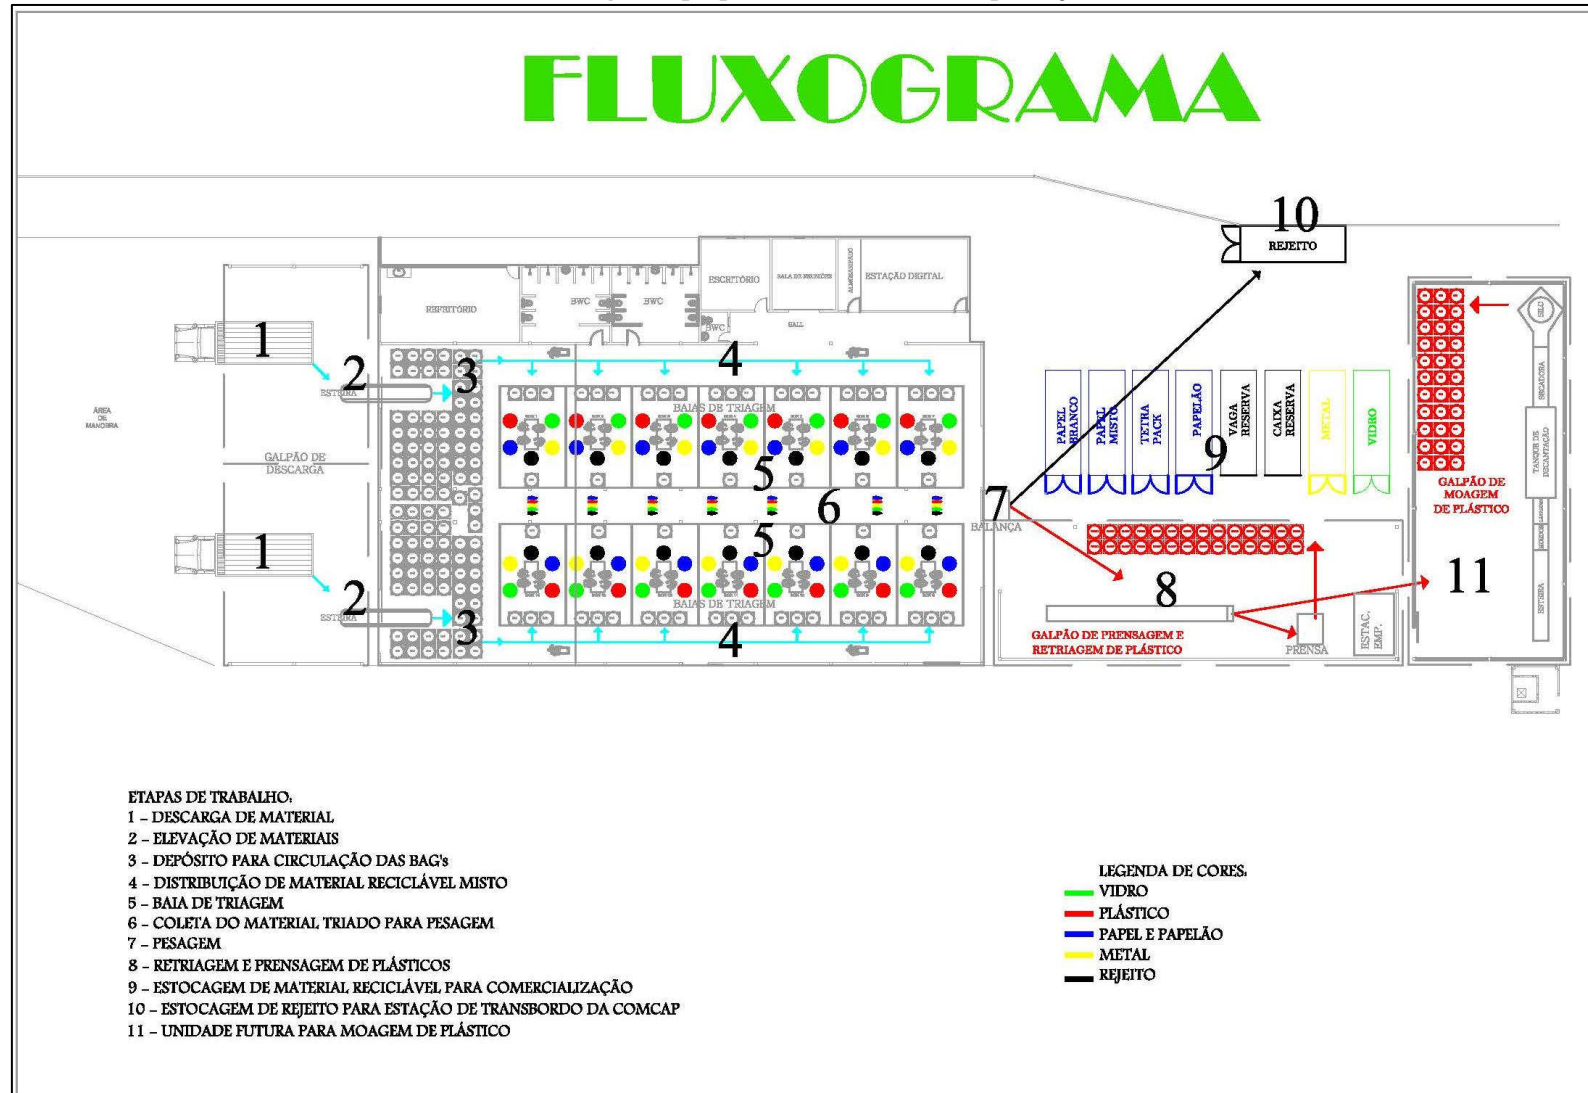 FLUXOGRAMA
10
REJEITO
ESCRITÓRIO
SALA DE REUNIÕES
ALMOXARIFADO
ESTAÇÃO DIGITAL
REFEITÓRIO
BWC
BWC
BWC
HALL
1
2
ESTEIRA
3
4
ÁREA
DE
MANOBRA
GALPÃO DE
DESCARGA
BAIAS DE TRIAGEM
5
6
5
BAIAS DE TRIAGEM
1
2
ESTEIRA
3
4
7
BALANÇA
PAPEL
BRANCO
PAPEL
MISTO
TETRA
PACK
PAPELÃO
VAGA
RESERVA
CAIXA
RESERVA
METAL
VIDRO
9
8
GALPÃO DE PRENSAGEM E
RETRIAGEM DE PLÁSTICO
PRENSA
ESTAC.
EMP.
SILO
SECADORA
TANQUE DE
DISCANTAÇÃO
ESTEIRA
GALPÃO DE
MOAGEM
DE PLÁSTICO
11
ETAPAS DE TRABALHO:
1 - DESCARGA DE MATERIAL
2 - ELEVAÇÃO DE MATERIAIS
3 - DEPÓSITO PARA CIRCULAÇÃO DAS BAG's
4 - DISTRIBUIÇÃO DE MATERIAL RECICLÁVEL MISTO
5 - BAIA DE TRIAGEM
6 - COLETA DO MATERIAL TRIADO PARA PESAGEM
7 - PESAGEM
8 - RETRIAGEM E PRENSAGEM DE PLÁSTICOS
9 - ESTOCAGEM DE MATERIAL RECICLÁVEL PARA COMERCIALIZAÇÃO
10 - ESTOCAGEM DE REJEITO PARA ESTAÇÃO DE TRANSBORDO DA COMCAP
11 - UNIDADE FUTURA PARA MOAGEM DE PLÁSTICO
LEGENDA DE CORES:
VIDRO
PLÁSTICO
PAPEL E PAPELÃO
METAL
REJEITO